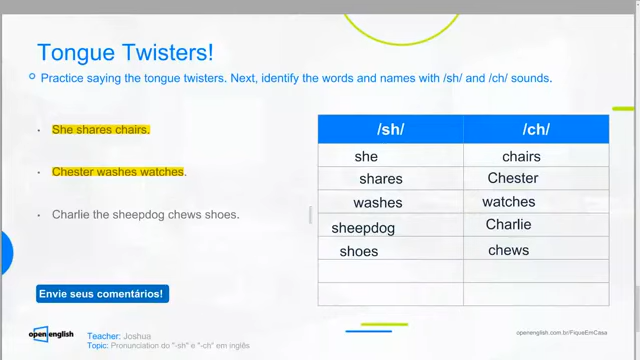 Tongue Twisters!
Practice saying the tongue twisters. Next, identify the words and names with /sh/ and /ch/ sounds.
She shares chairs.
Chester washes watches.
Charlie the sheepdog chews shoes.
/sh/ /ch/
she chairs
shares Chester
washes watches
sheepdog Charlie
shoes chews
Envie seus comentários!
openenglish
Teacher: Joshua
Topic: Pronunciation do "-sh" e "-ch" em inglês
openenglish.com.br/FiqueEmCasa